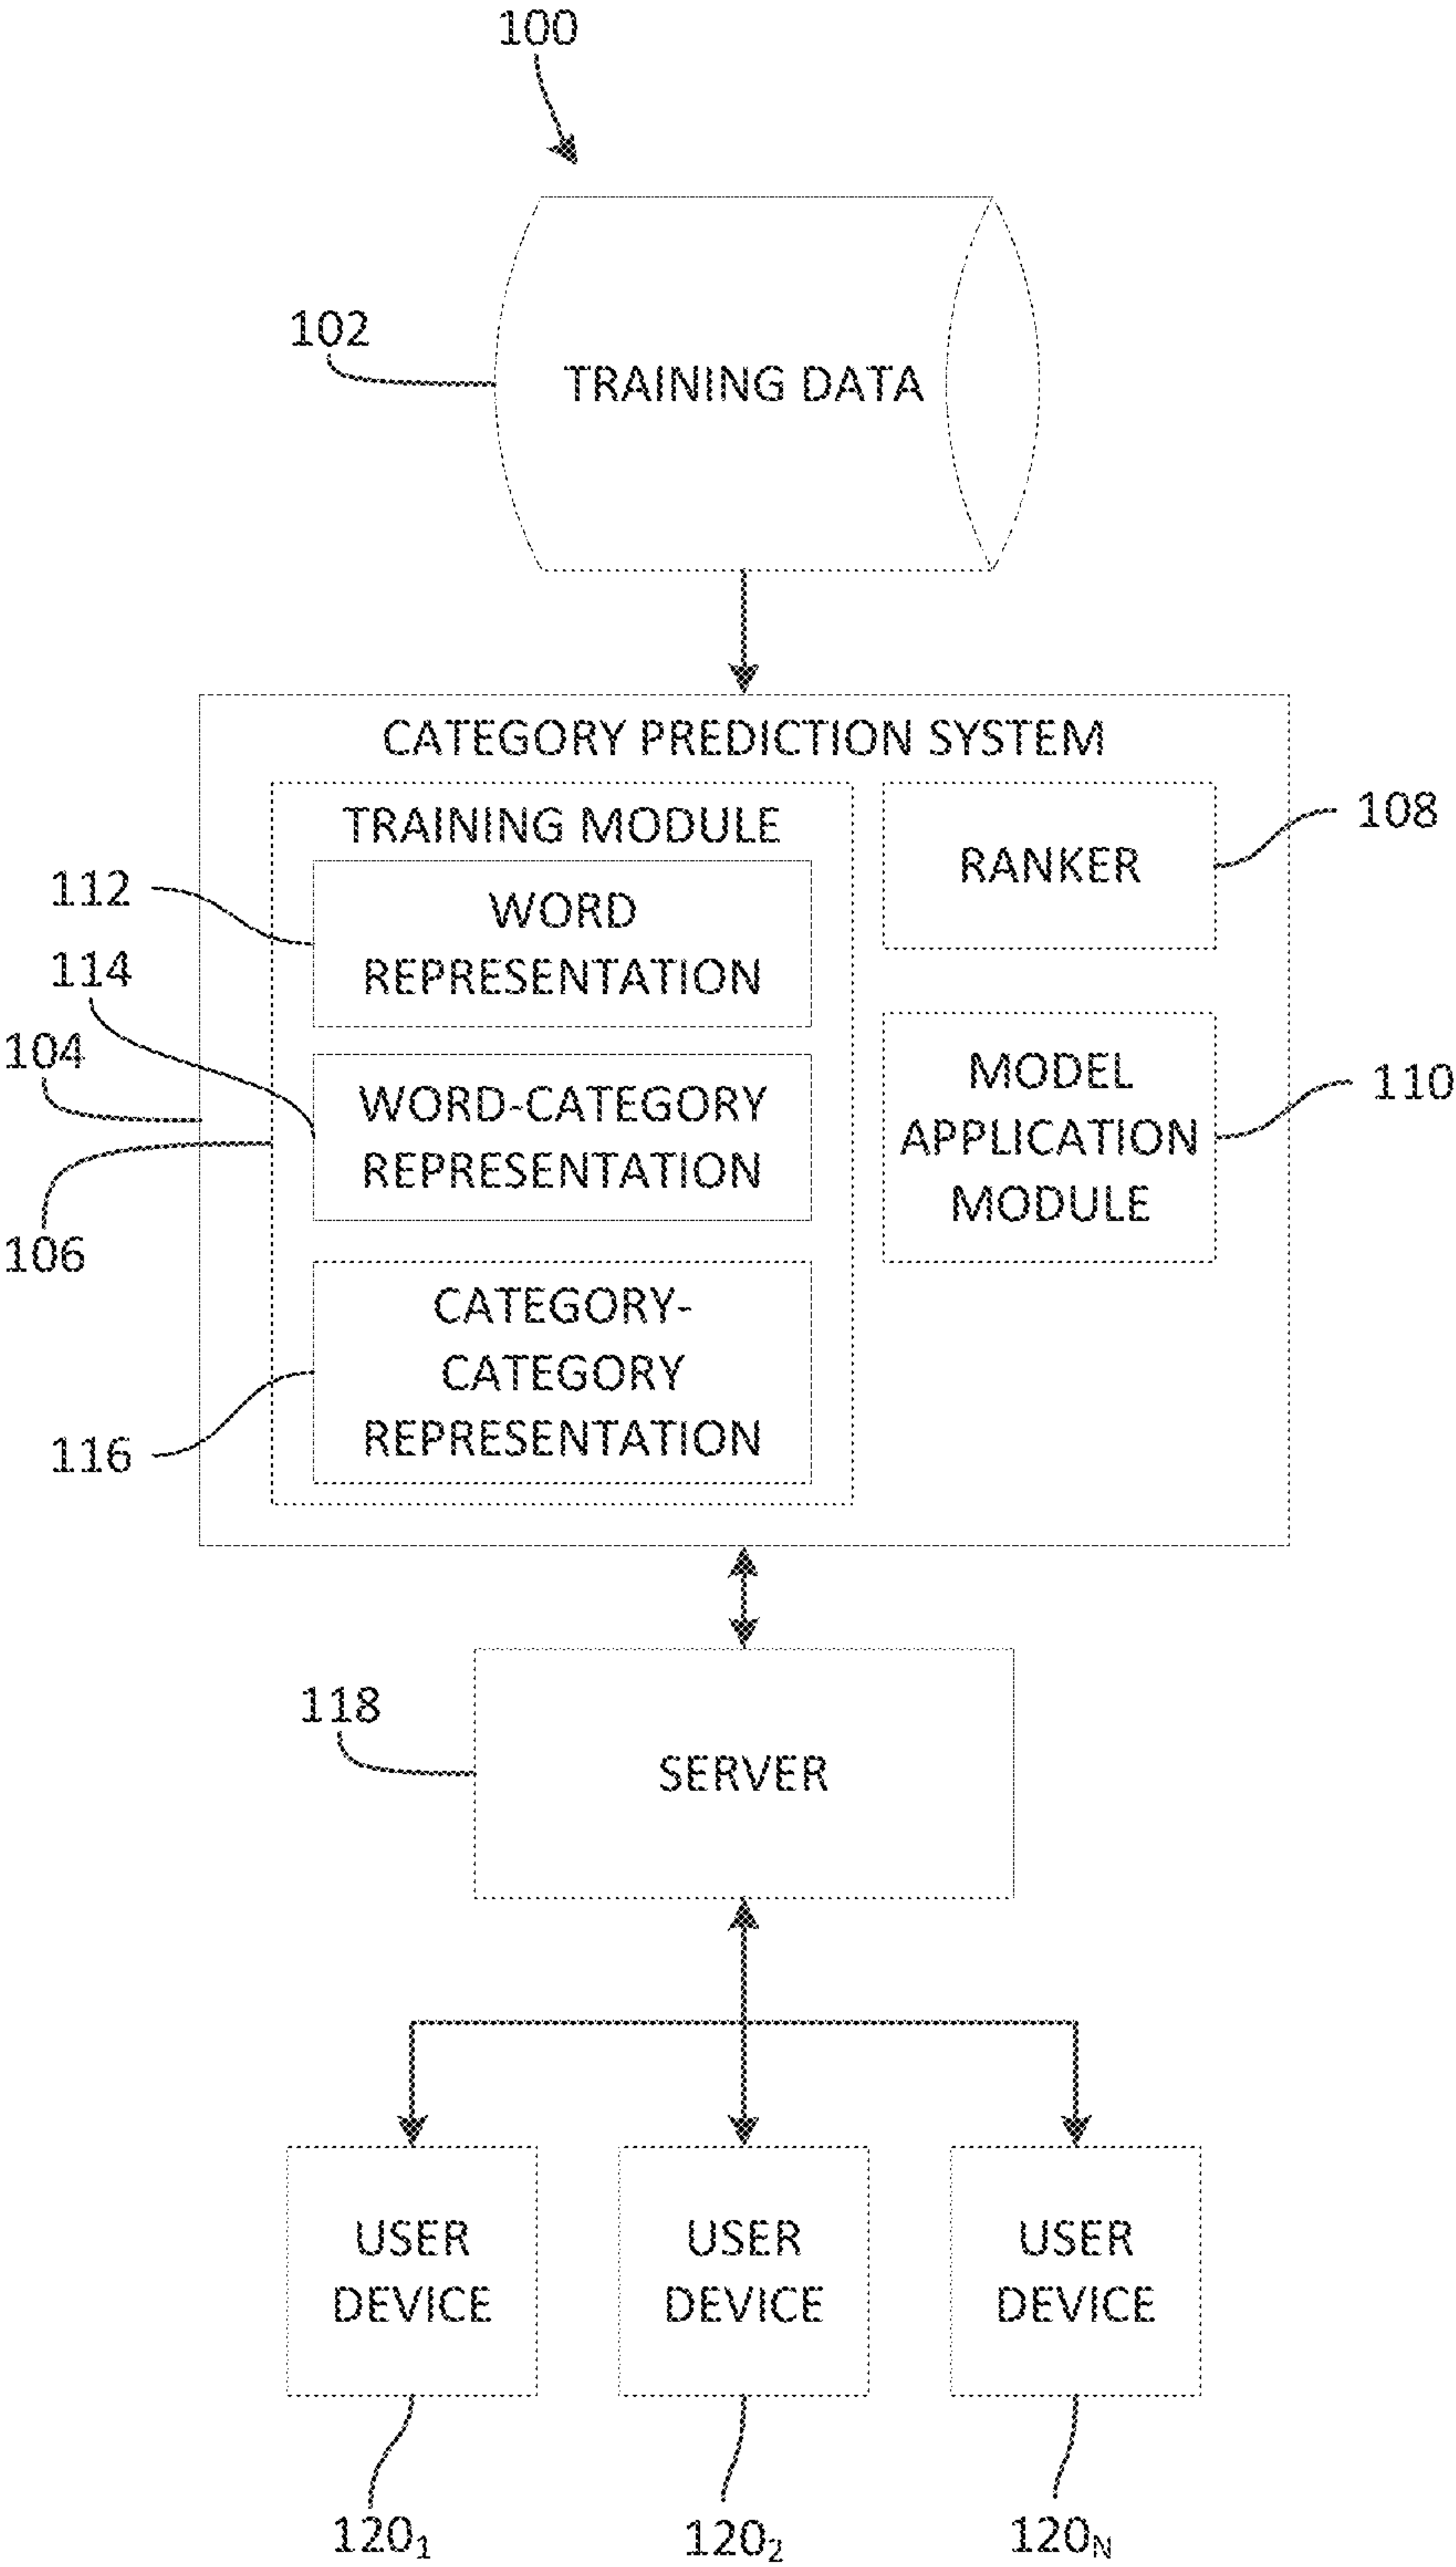 100
102
TRAINING DATA
CATEGORY PREDICTION SYSTEM
TRAINING MODULE
108
RANKER
112
WORD
REPRESENTATION
114
104
WORD-CATEGORY
REPRESENTATION
MODEL
APPLICATION
MODULE
110
106
CATEGORY-
CATEGORY
REPRESENTATION
116
118
SERVER
USER
DEVICE
USER
DEVICE
USER
DEVICE
120₁
120₂
120N